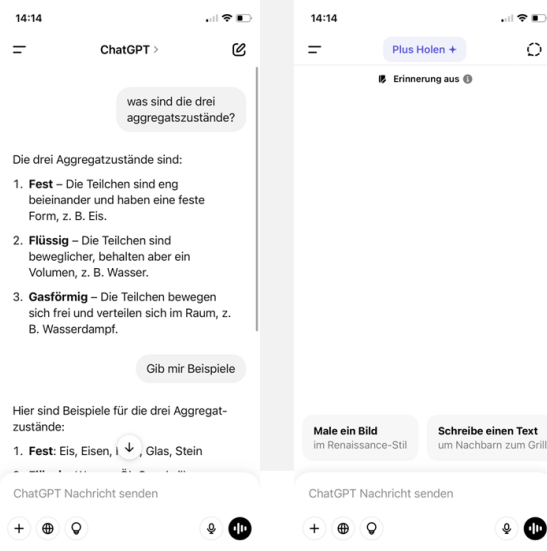 14:14
ChatGPT >
was sind die drei
aggregatszustände?
Die drei Aggregatzustände sind:
1. Fest – Die Teilchen sind eng
beieinander und haben eine feste
Form, z. B. Eis.
2. Flüssig – Die Teilchen sind
beweglicher, behalten aber ein
Volumen, z. B. Wasser.
3. Gasförmig – Die Teilchen bewegen
sich frei und verteilen sich im Raum, z.
B. Wasserdampf.
Gib mir Beispiele
Hier sind Beispiele für die drei Aggregat-
zustände:
1. Fest: Eis, Eisen, Glas, Stein
ChatGPT Nachricht senden
14:14
Plus Holen +
Erinnerung aus
Male ein Bild
im Renaissance-Stil
Schreibe einen Text
um Nachbarn zum Grill
ChatGPT Nachricht senden